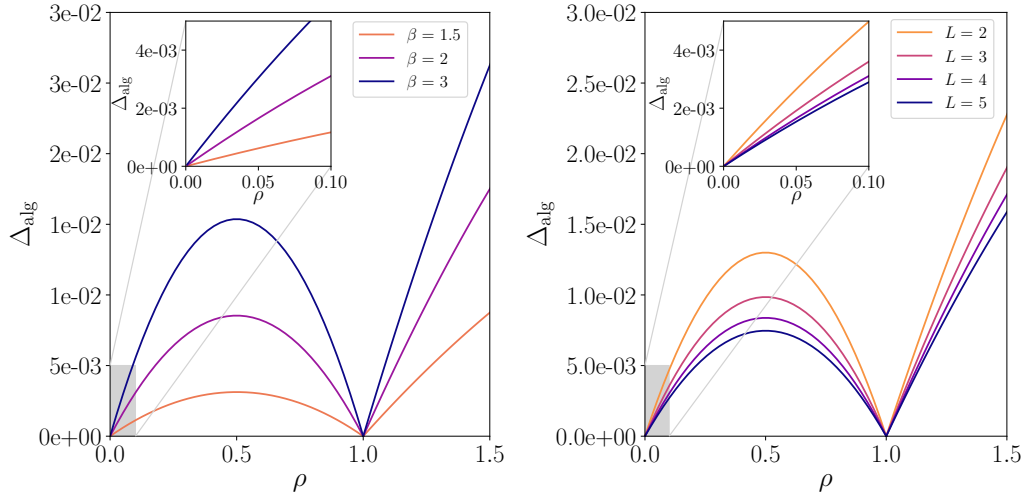 3e-02
3e-02
2e-02
1e-02
1e-02
5e-03
0e+00
Δalg
0.0
0.5
1.0
1.5
ρ
4e-03
2e-03
0e+00
Δalg
0.00
0.05
0.10
ρ
β = 1.5
β = 2
β = 3
3.0e-02
2.5e-02
2.0e-02
1.5e-02
1.0e-02
5.0e-03
0.0e+00
Δalg
0.0
0.5
1.0
1.5
ρ
4e-03
2e-03
0e+00
Δalg
0.00
0.05
0.10
ρ
L = 2
L = 3
L = 4
L = 5